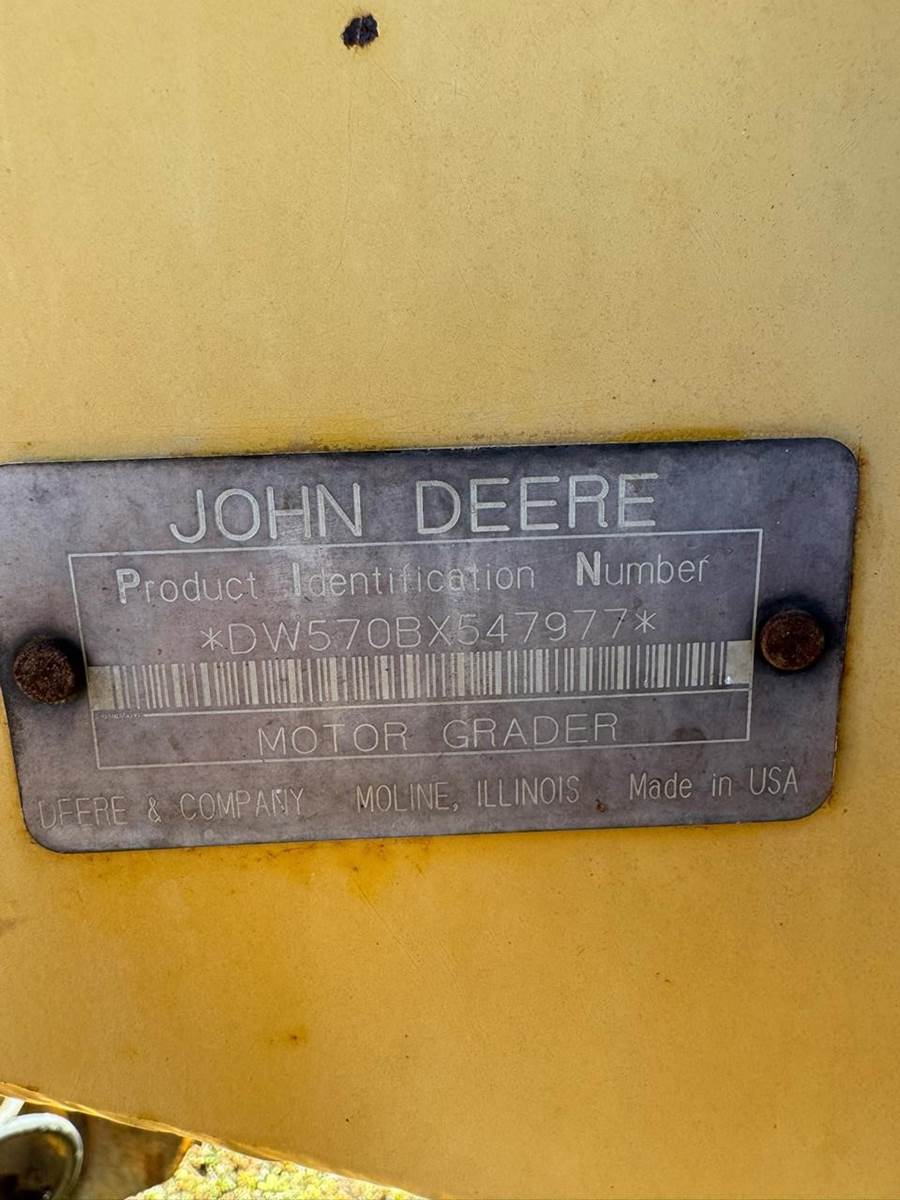 JOHN DEERE
Product Identification Number
*DW570BX547977*
MOTOR GRADER
DEERE & COMPANY MOLINE, ILLINOIS Made in USA